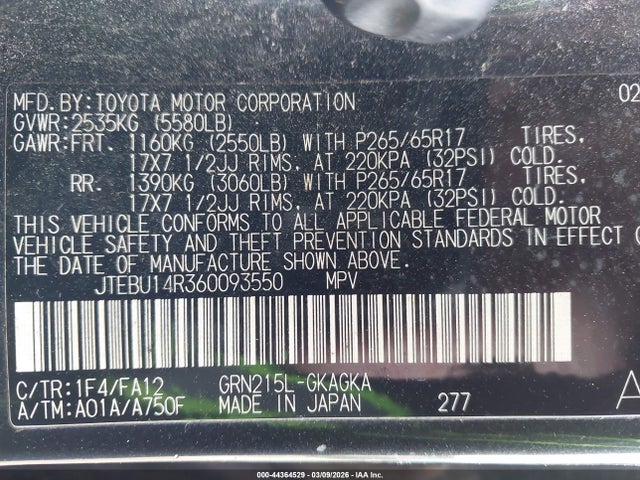 MFD.BY:TOYOTA MOTOR CORPORATION 02
GVWR:2535KG (5580LB)
GAWR:FRT. 1160KG (2550LB) WITH P265/65R17 TIRES,
17X7 1/2JJ RIMS, AT 220KPA (32PSI) COLD.
RR. 1390KG (3060LB) WITH P265/65R17 TIRES,
17X7 1/2JJ RIMS, AT 220KPA (32PSI) COLD.
THIS VEHICLE CONFORMS TO ALL APPLICABLE FEDERAL MOTOR
VEHICLE SAFETY AND THEFT PREVENTION STANDARDS IN EFFECT
THE DATE OF MANUFACTURE SHOWN ABOVE.
JTEBU14R360093550 MPV
C/TR:1F4/FA12 GRN215L-GKAGKA
A/TM:A01A/A750F MADE IN JAPAN 277 A
000-44364529 - 03/09/2026 - IAA Inc.